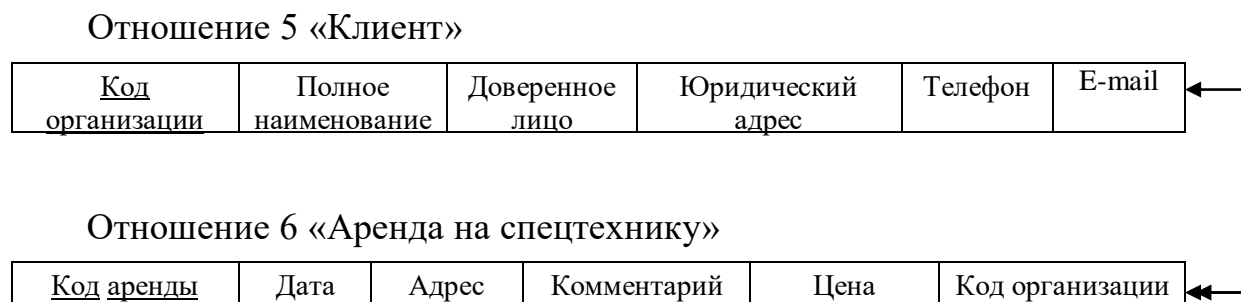 Отношение 5 «Клиент»
Код Полное Доверенное Юридический Телефон E-mail
организации наименование лицо адрес
Отношение 6 «Аренда на спецтехнику»
Код аренды Дата Адрес Комментарий Цена Код организации